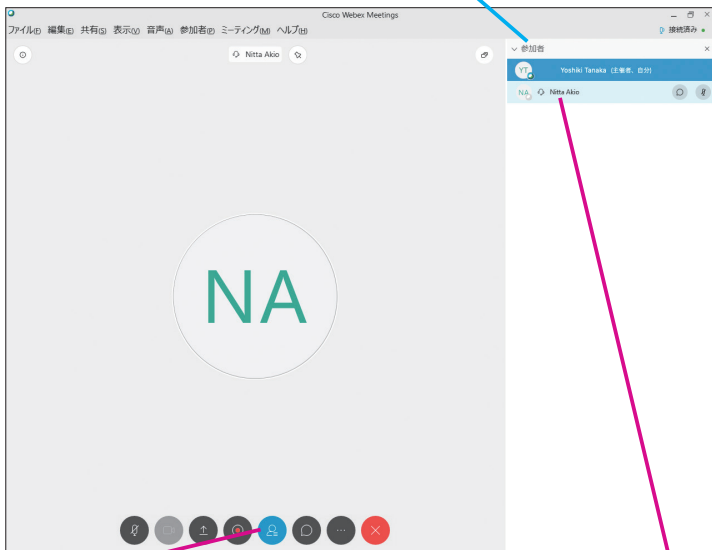 Cisco Webex Meetings
ファイル(F) 編集(E) 共有(S) 表示(V) 音声(A) 参加者(P) ミーティング(M) ヘルプ(H)
接続済み
Nitta Akio
NA
参加者
YT Yoshiki Tanaka (主催者、自分)
NA Nitta Akio